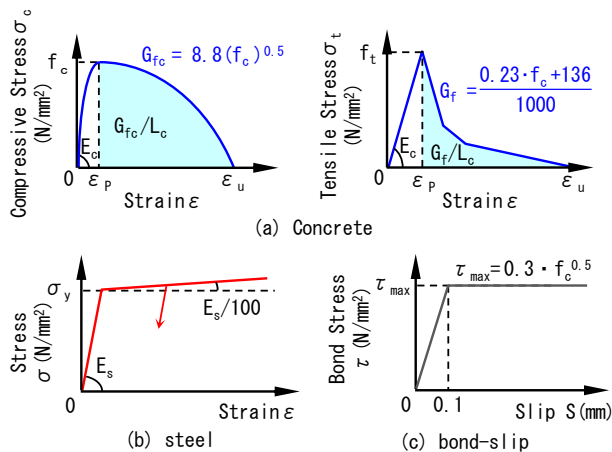 Compressive Stress σc
(N/mm²)
fc
Gfc = 8.8(fc)0.5
Gfc/Lc
Ec
0
εP
Strain ε
εu
Tensile Stress σt
(N/mm²)
ft
Gf = 0.23·fc+136
1000
Ec
Gf/Lc
0
εP
Strain ε
εu
(a) Concrete
Stress
σ (N/mm²)
σy
Es/100
Es
0
Strain ε
(b) steel
Bond Stress
τ (N/mm²)
τmax
τmax=0.3・fc0.5
0
0.1
Slip S(mm)
(c) bond-slip